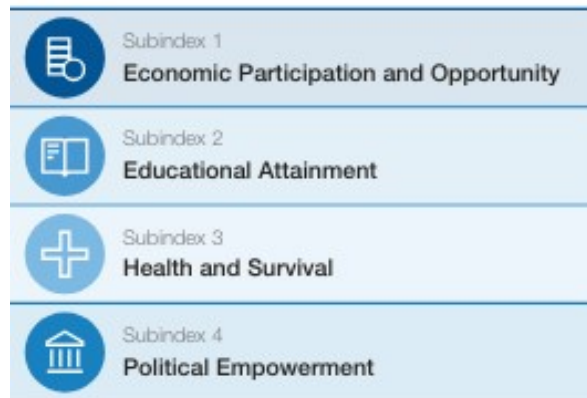 Subindex 1
Economic Participation and Opportunity
Subindex 2
Educational Attainment
Subindex 3
Health and Survival
Subindex 4
Political Empowerment